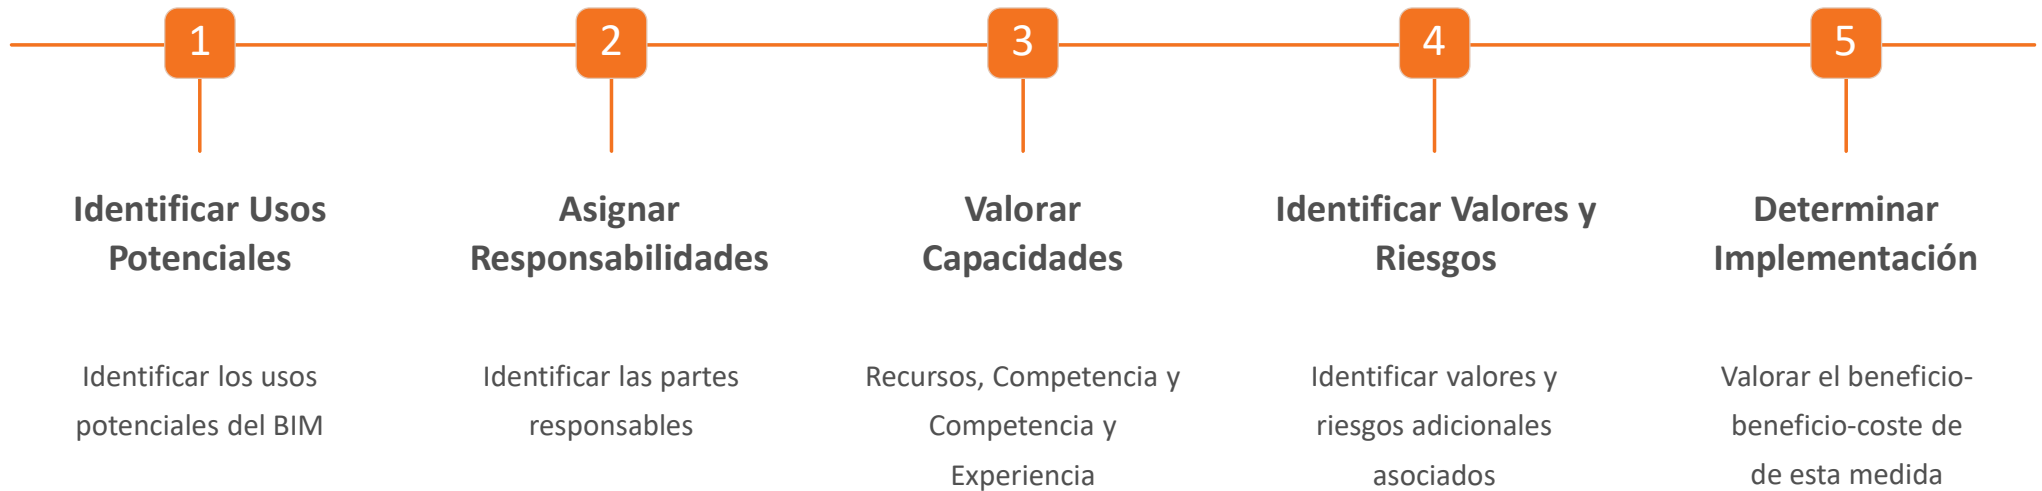 1
2
3
4
5
Identificar Usos
Potenciales
Identificar los usos
potenciales del BIM
Asignar
Responsabilidades
Identificar las partes
responsables
Valorar
Capacidades
Recursos, Competencia y
Competencia y
Experiencia
Identificar Valores y
Riesgos
Identificar valores y
riesgos adicionales
asociados
Determinar
Implementación
Valorar el beneficio-
beneficio-coste de
de esta medida